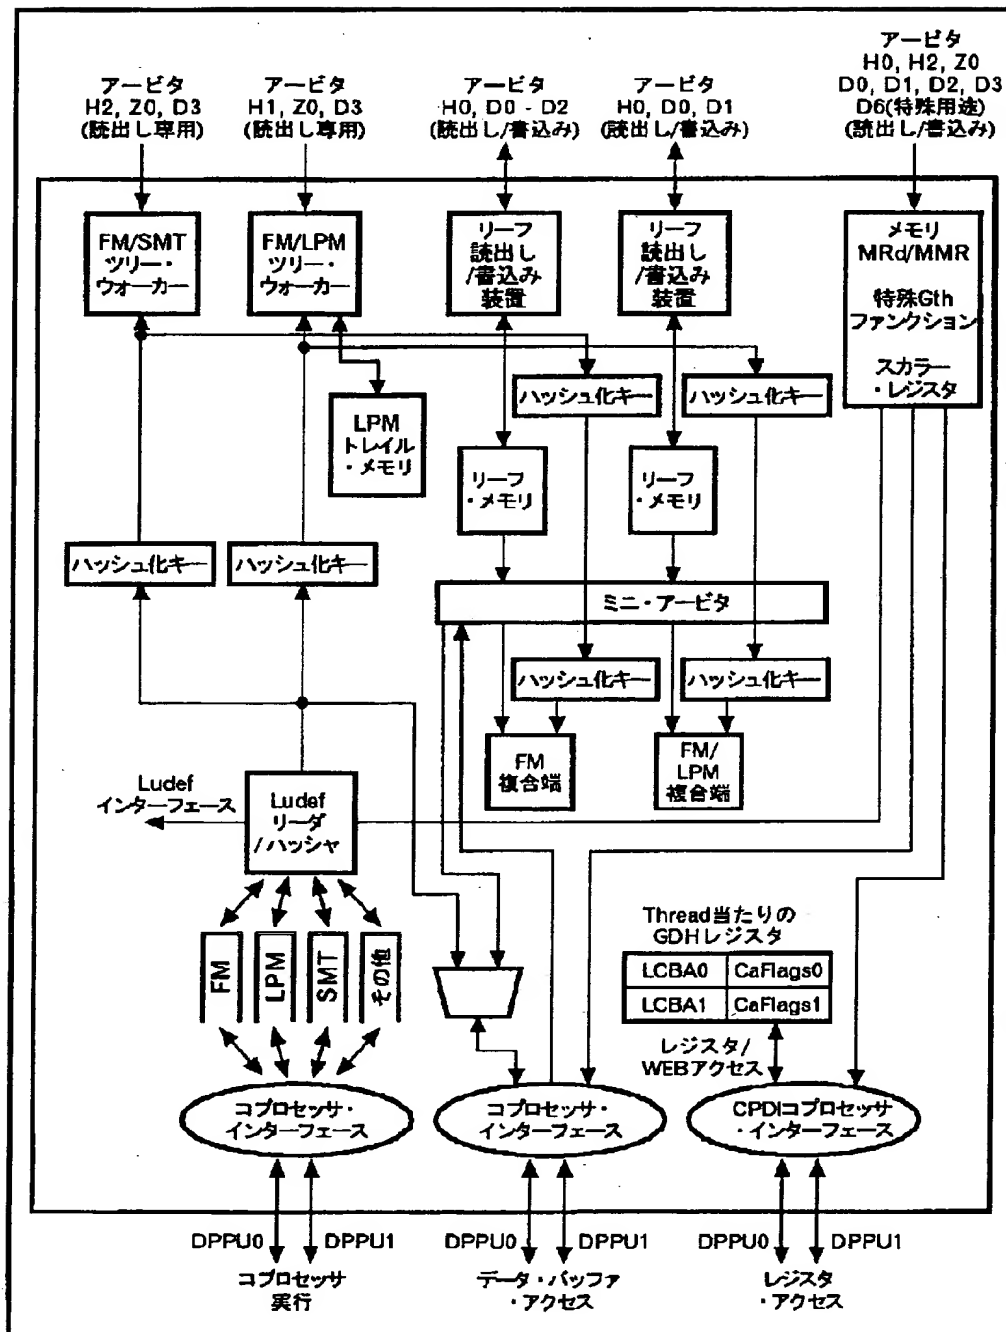 アービタ
H2, Z0, D3
(読出し専用)
アービタ
H1, Z0, D3
(読出し専用)
アービタ
H0, D0 - D2
(読出し/書込み)
アービタ
H0, D0, D1
(読出し/書込み)
アービタ
H0, H2, Z0
D0, D1, D2, D3
D6(特殊用途)
(読出し/書込み)
FM/SMT
ツリー・
ウォーカー
FM/LPM
ツリー・
ウォーカー
リーフ
読出し
/書込み
装置
リーフ
読出し
/書込み
装置
メモリ
MRd/MMR
特殊Gth
ファンクション
スカラー
・レジスタ
ハッシュ化キー
ハッシュ化キー
LPM
トレイル
・メモリ
リーフ
・メモリ
リーフ
・メモリ
ハッシュ化キー
ハッシュ化キー
ミニ・アービタ
ハッシュ化キー
ハッシュ化キー
FM
複合端
FM/
LPM
複合端
Ludef
インターフェース
Ludef
リーダ
/ハッシャ
FM
LPM
SMT
その他
Thread当たりの
GDHレジスタ
LCBA0 CaFlags0
LCBA1 CaFlags1
レジスタ/
WEBアクセス
コプロセッサ・
インターフェース
コプロセッサ・
インターフェース
CPDIコプロセッサ
・インターフェース
DPPU0 DPPU1
コプロセッサ
実行
DPPU0 DPPU1
データ・バッファ
・アクセス
DPPU0 DPPU1
レジスタ
・アクセス